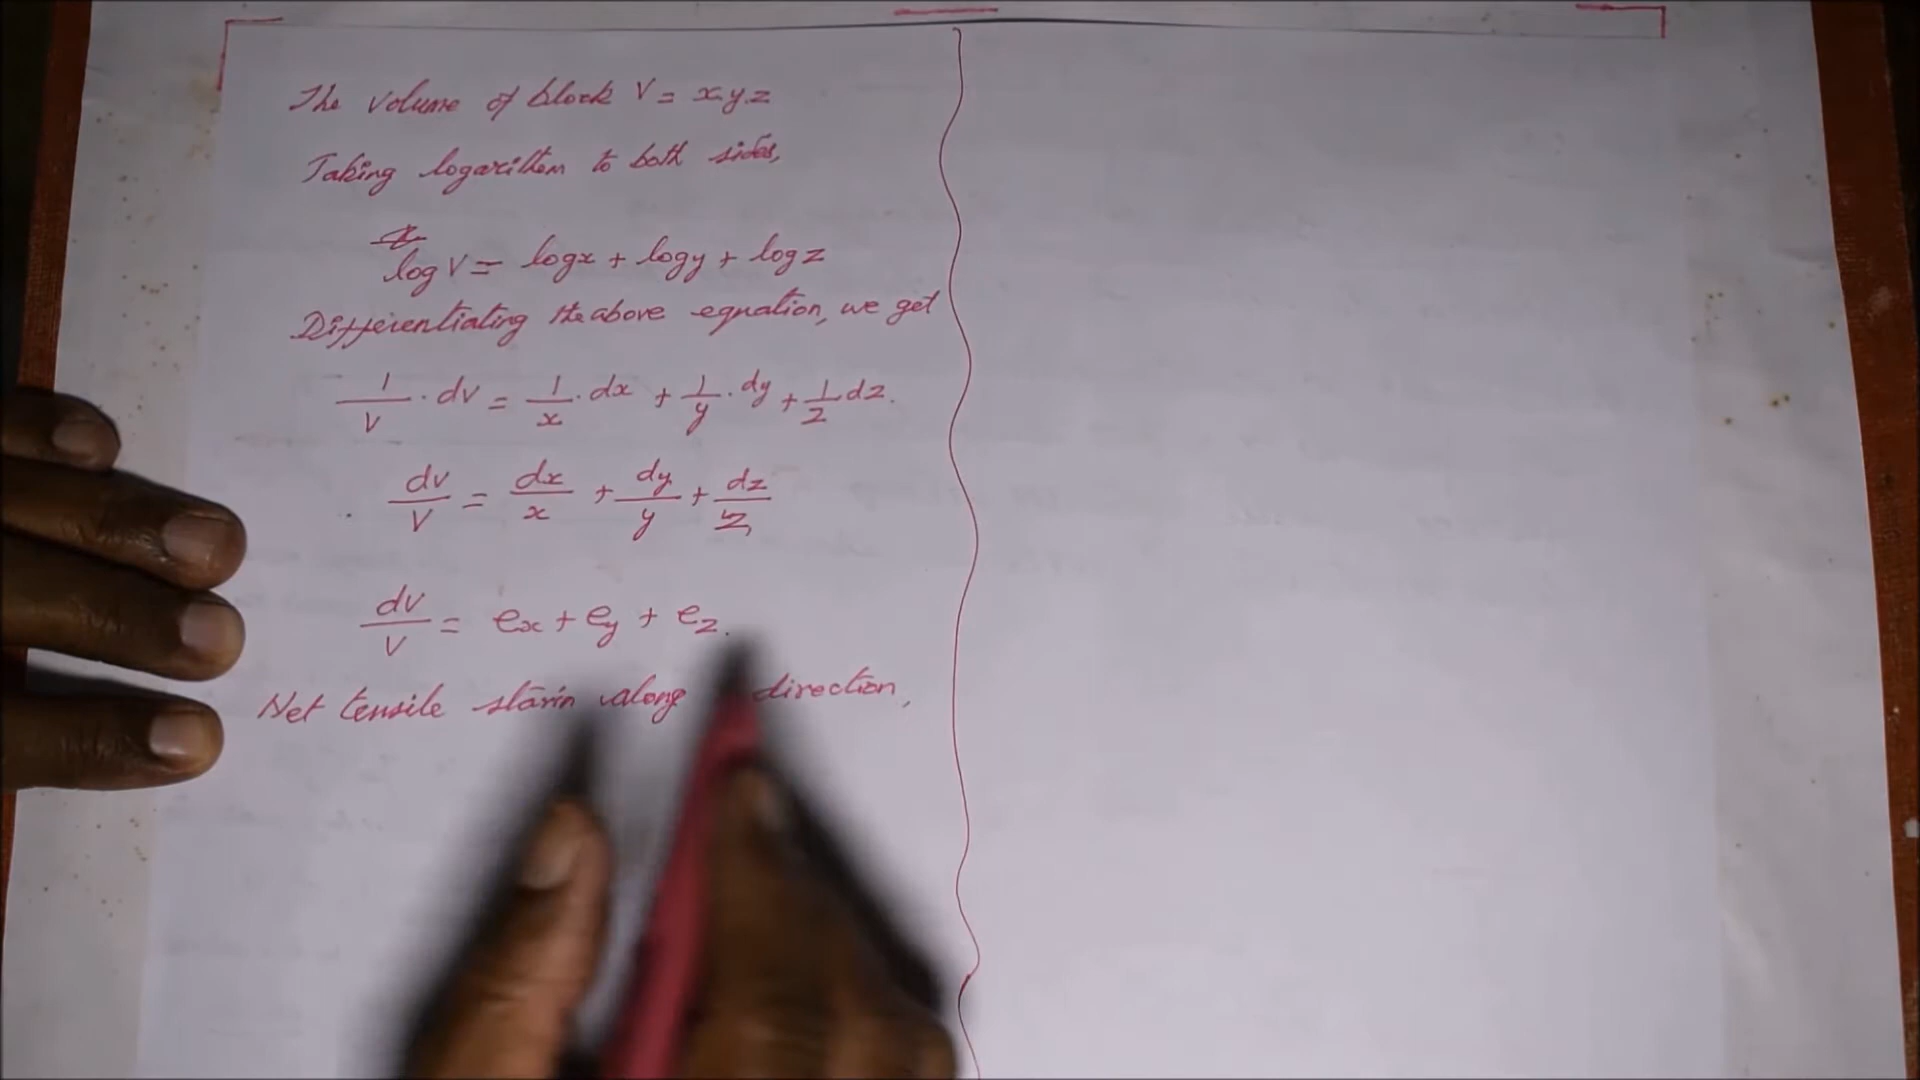 The volume of block V = x.y.z
Taking logarithm to both sides,
log V = log x + log y + log z
Differentiating the above equation, we get
1/V . dv = 1/x . dx + 1/y . dy + 1/z dz.
dv/V = dx/x + dy/y + dz/z
dv/V = ex + ey + ez.
Net tensile starin along direction,